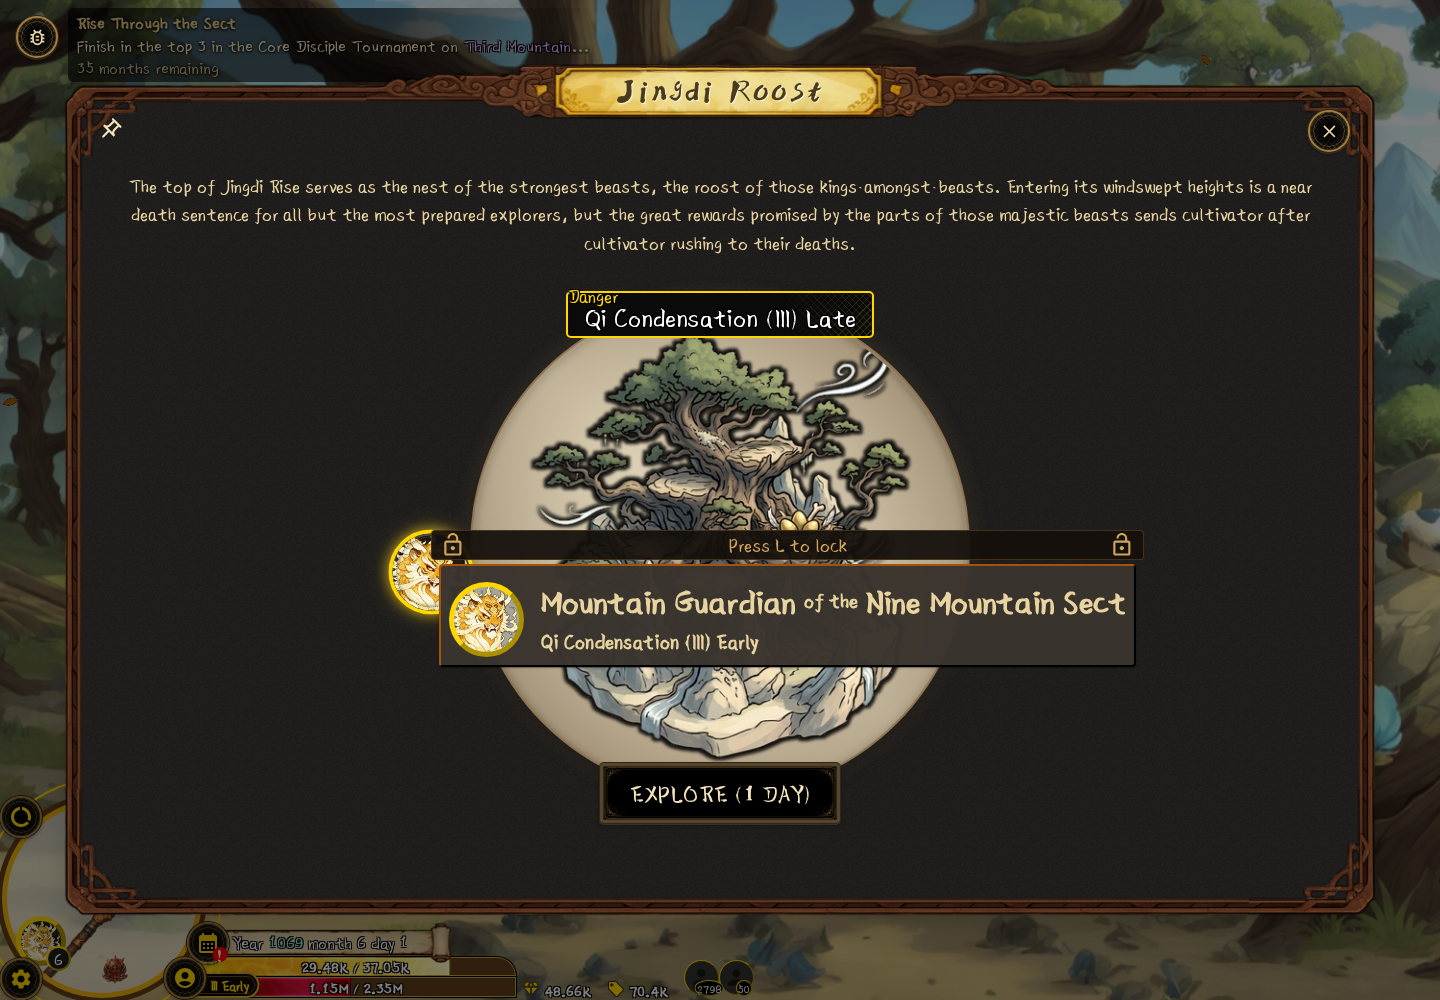 Rise Through the Sect
Finish in the top 3 in the Core Disciple Tournament on Third Mountain...
35 months remaining
Jingdi Roost
The top of Jingdi Rise serves as the nest of the strongest beasts, the roost of those kings-amongst-beasts. Entering its windswept heights is a near
death sentence for all but the most prepared explorers, but the great rewards promised by the parts of those majestic beasts sends cultivator after
cultivator rushing to their deaths.
Danger
Qi Condensation (III) Late
Press L to lock
Mountain Guardian of the Nine Mountain Sect
Qi Condensation (III) Early
EXPLORE (1 DAY)
Year 1069 month 6 day 1
6
29.48K / 37.05K
III Early
1.15M / 2.35M
48.66K
70.4K
2798
50